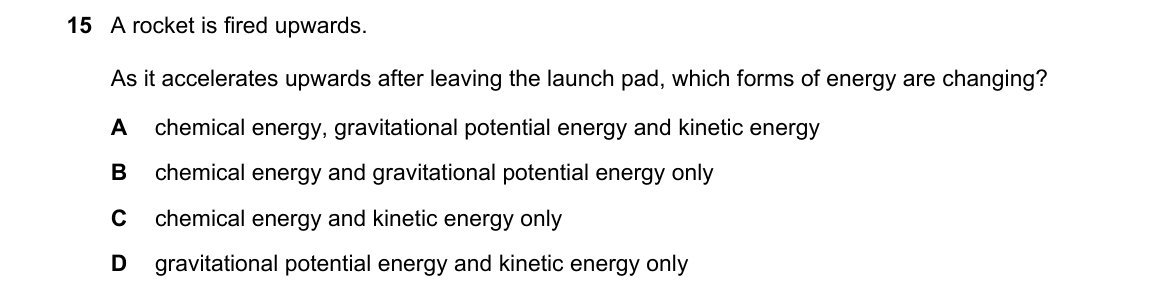 15 A rocket is fired upwards.
As it accelerates upwards after leaving the launch pad, which forms of energy are changing?
A chemical energy, gravitational potential energy and kinetic energy
B chemical energy and gravitational potential energy only
C chemical energy and kinetic energy only
D gravitational potential energy and kinetic energy only